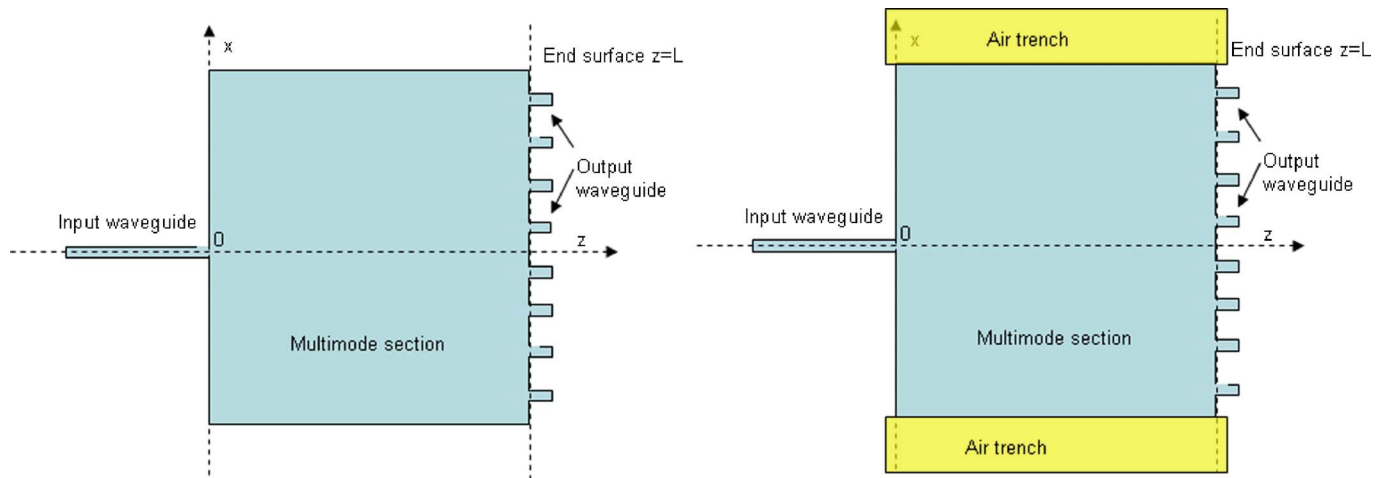 x
End surface z=L
Output
waveguide
Input waveguide
0
z
Multimode section
Air trench
x
End surface z=L
Output
waveguide
Input waveguide
0
z
Multimode section
Air trench